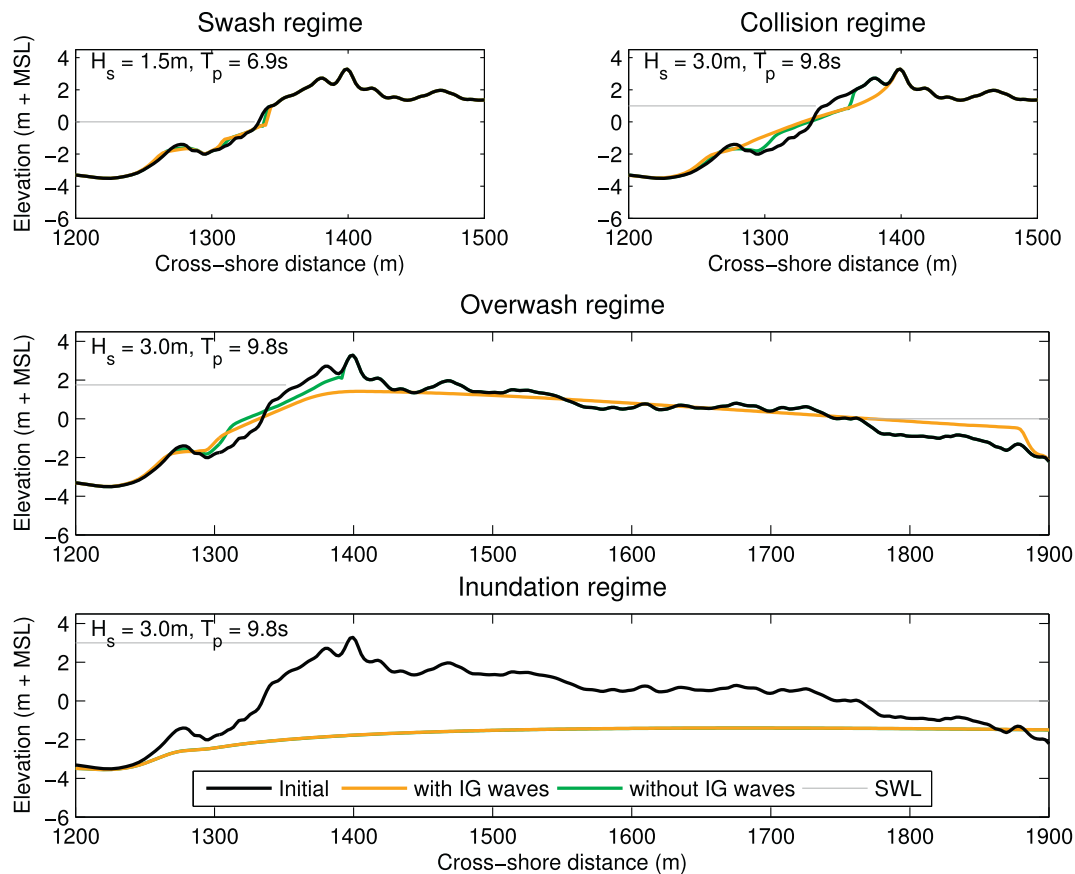 Swash regime
H_s = 1.5m, T_p = 6.9s
Elevation (m + MSL)
4
2
0
−2
−4
−6
1200 1300 1400 1500
Cross−shore distance (m)
Collision regime
H_s = 3.0m, T_p = 9.8s
Elevation (m + MSL)
4
2
0
−2
−4
−6
1200 1300 1400 1500
Cross−shore distance (m)
Overwash regime
H_s = 3.0m, T_p = 9.8s
Elevation (m + MSL)
4
2
0
−2
−4
−6
1200 1300 1400 1500 1600 1700 1800 1900
Inundation regime
H_s = 3.0m, T_p = 9.8s
Elevation (m + MSL)
4
2
0
−2
−4
−6
Initial with IG waves without IG waves SWL
1200 1300 1400 1500 1600 1700 1800 1900
Cross−shore distance (m)